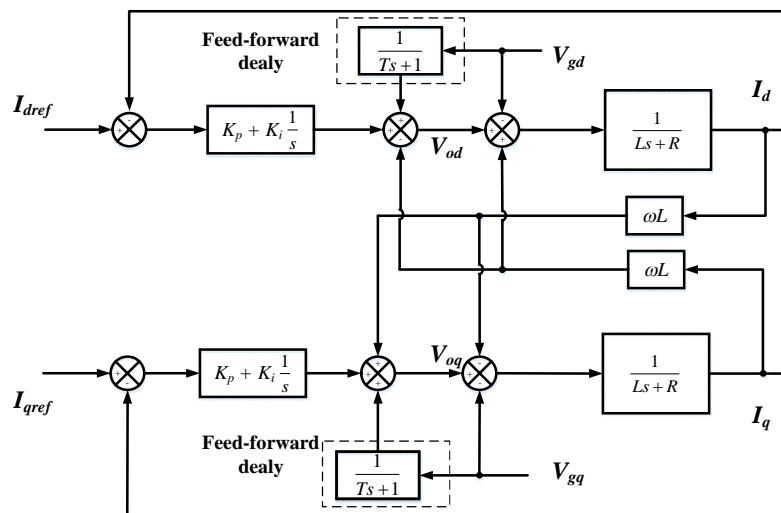 Feed-forward
dealy
1
Ts+1
V_gd
I_dref
I_d
K_p + K_i 1/s
V_od
1
Ls+R
ωL
ωL
K_p + K_i 1/s
V_oq
1
Ls+R
I_qref
I_q
Feed-forward
dealy
1
Ts+1
V_gq
+
-
+
+
-
+
-
+
+
-
+
+
+
-
+
-